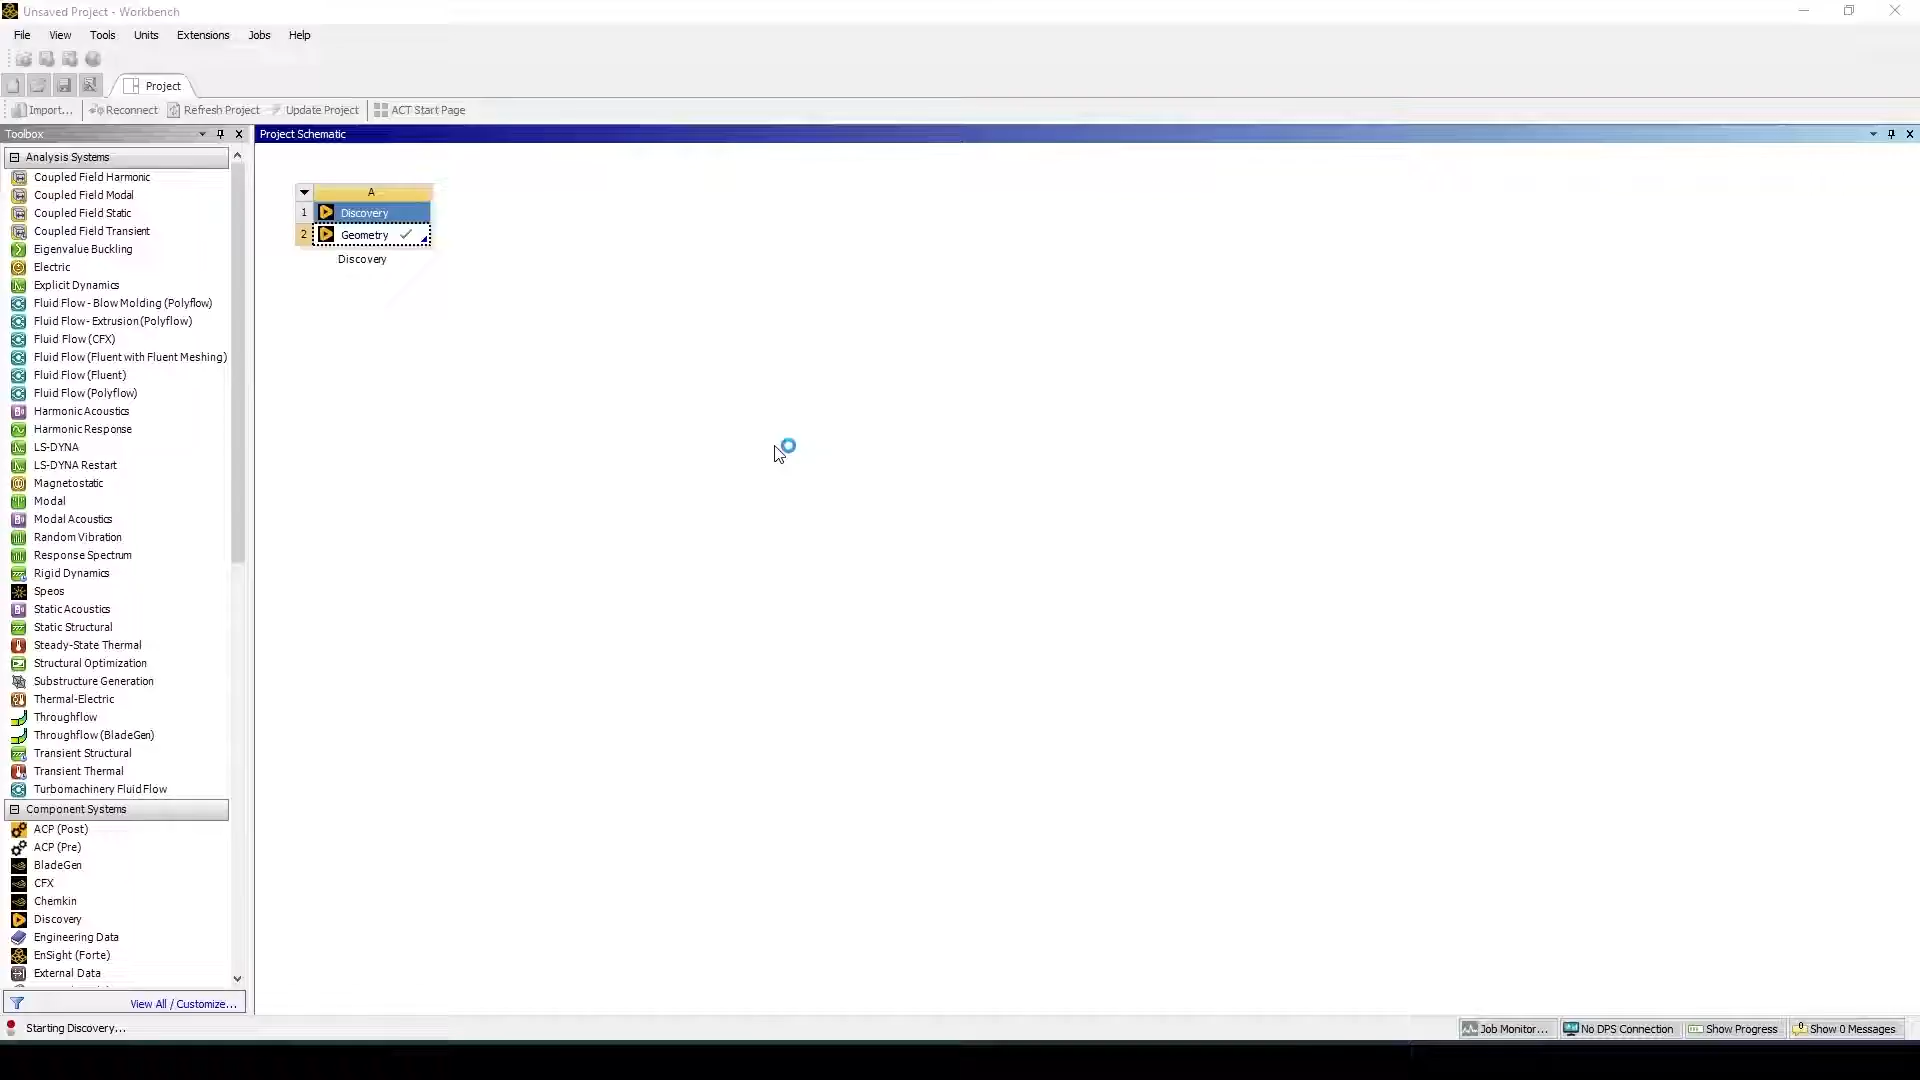 Unsaved Project - Workbench
File View Tools Units Extensions Jobs Help
Project
Import... Reconnect Refresh Project Update Project ACT Start Page
Toolbox
Project Schematic
Analysis Systems
Coupled Field Harmonic
Coupled Field Modal
Coupled Field Static
Coupled Field Transient
Eigenvalue Buckling
Electric
Explicit Dynamics
Fluid Flow - Blow Molding (Polyflow)
Fluid Flow - Extrusion (Polyflow)
Fluid Flow (CFX)
Fluid Flow (Fluent with Fluent Meshing)
Fluid Flow (Fluent)
Fluid Flow (Polyflow)
Harmonic Acoustics
Harmonic Response
LS-DYNA
LS-DYNA Restart
Magnetostatic
Modal
Modal Acoustics
Random Vibration
Response Spectrum
Rigid Dynamics
Speos
Static Acoustics
Static Structural
Steady-State Thermal
Structural Optimization
Substructure Generation
Thermal-Electric
Throughflow
Throughflow (BladeGen)
Transient Structural
Transient Thermal
Turbomachinery Fluid Flow
Component Systems
ACP (Post)
ACP (Pre)
BladeGen
CFX
Chemkin
Discovery
Engineering Data
EnSight (Forte)
External Data
View All / Customize...
A
1 Discovery
2 Geometry
Discovery
Starting Discovery...
Job Monitor... No DPS Connection Show Progress Show 0 Messages